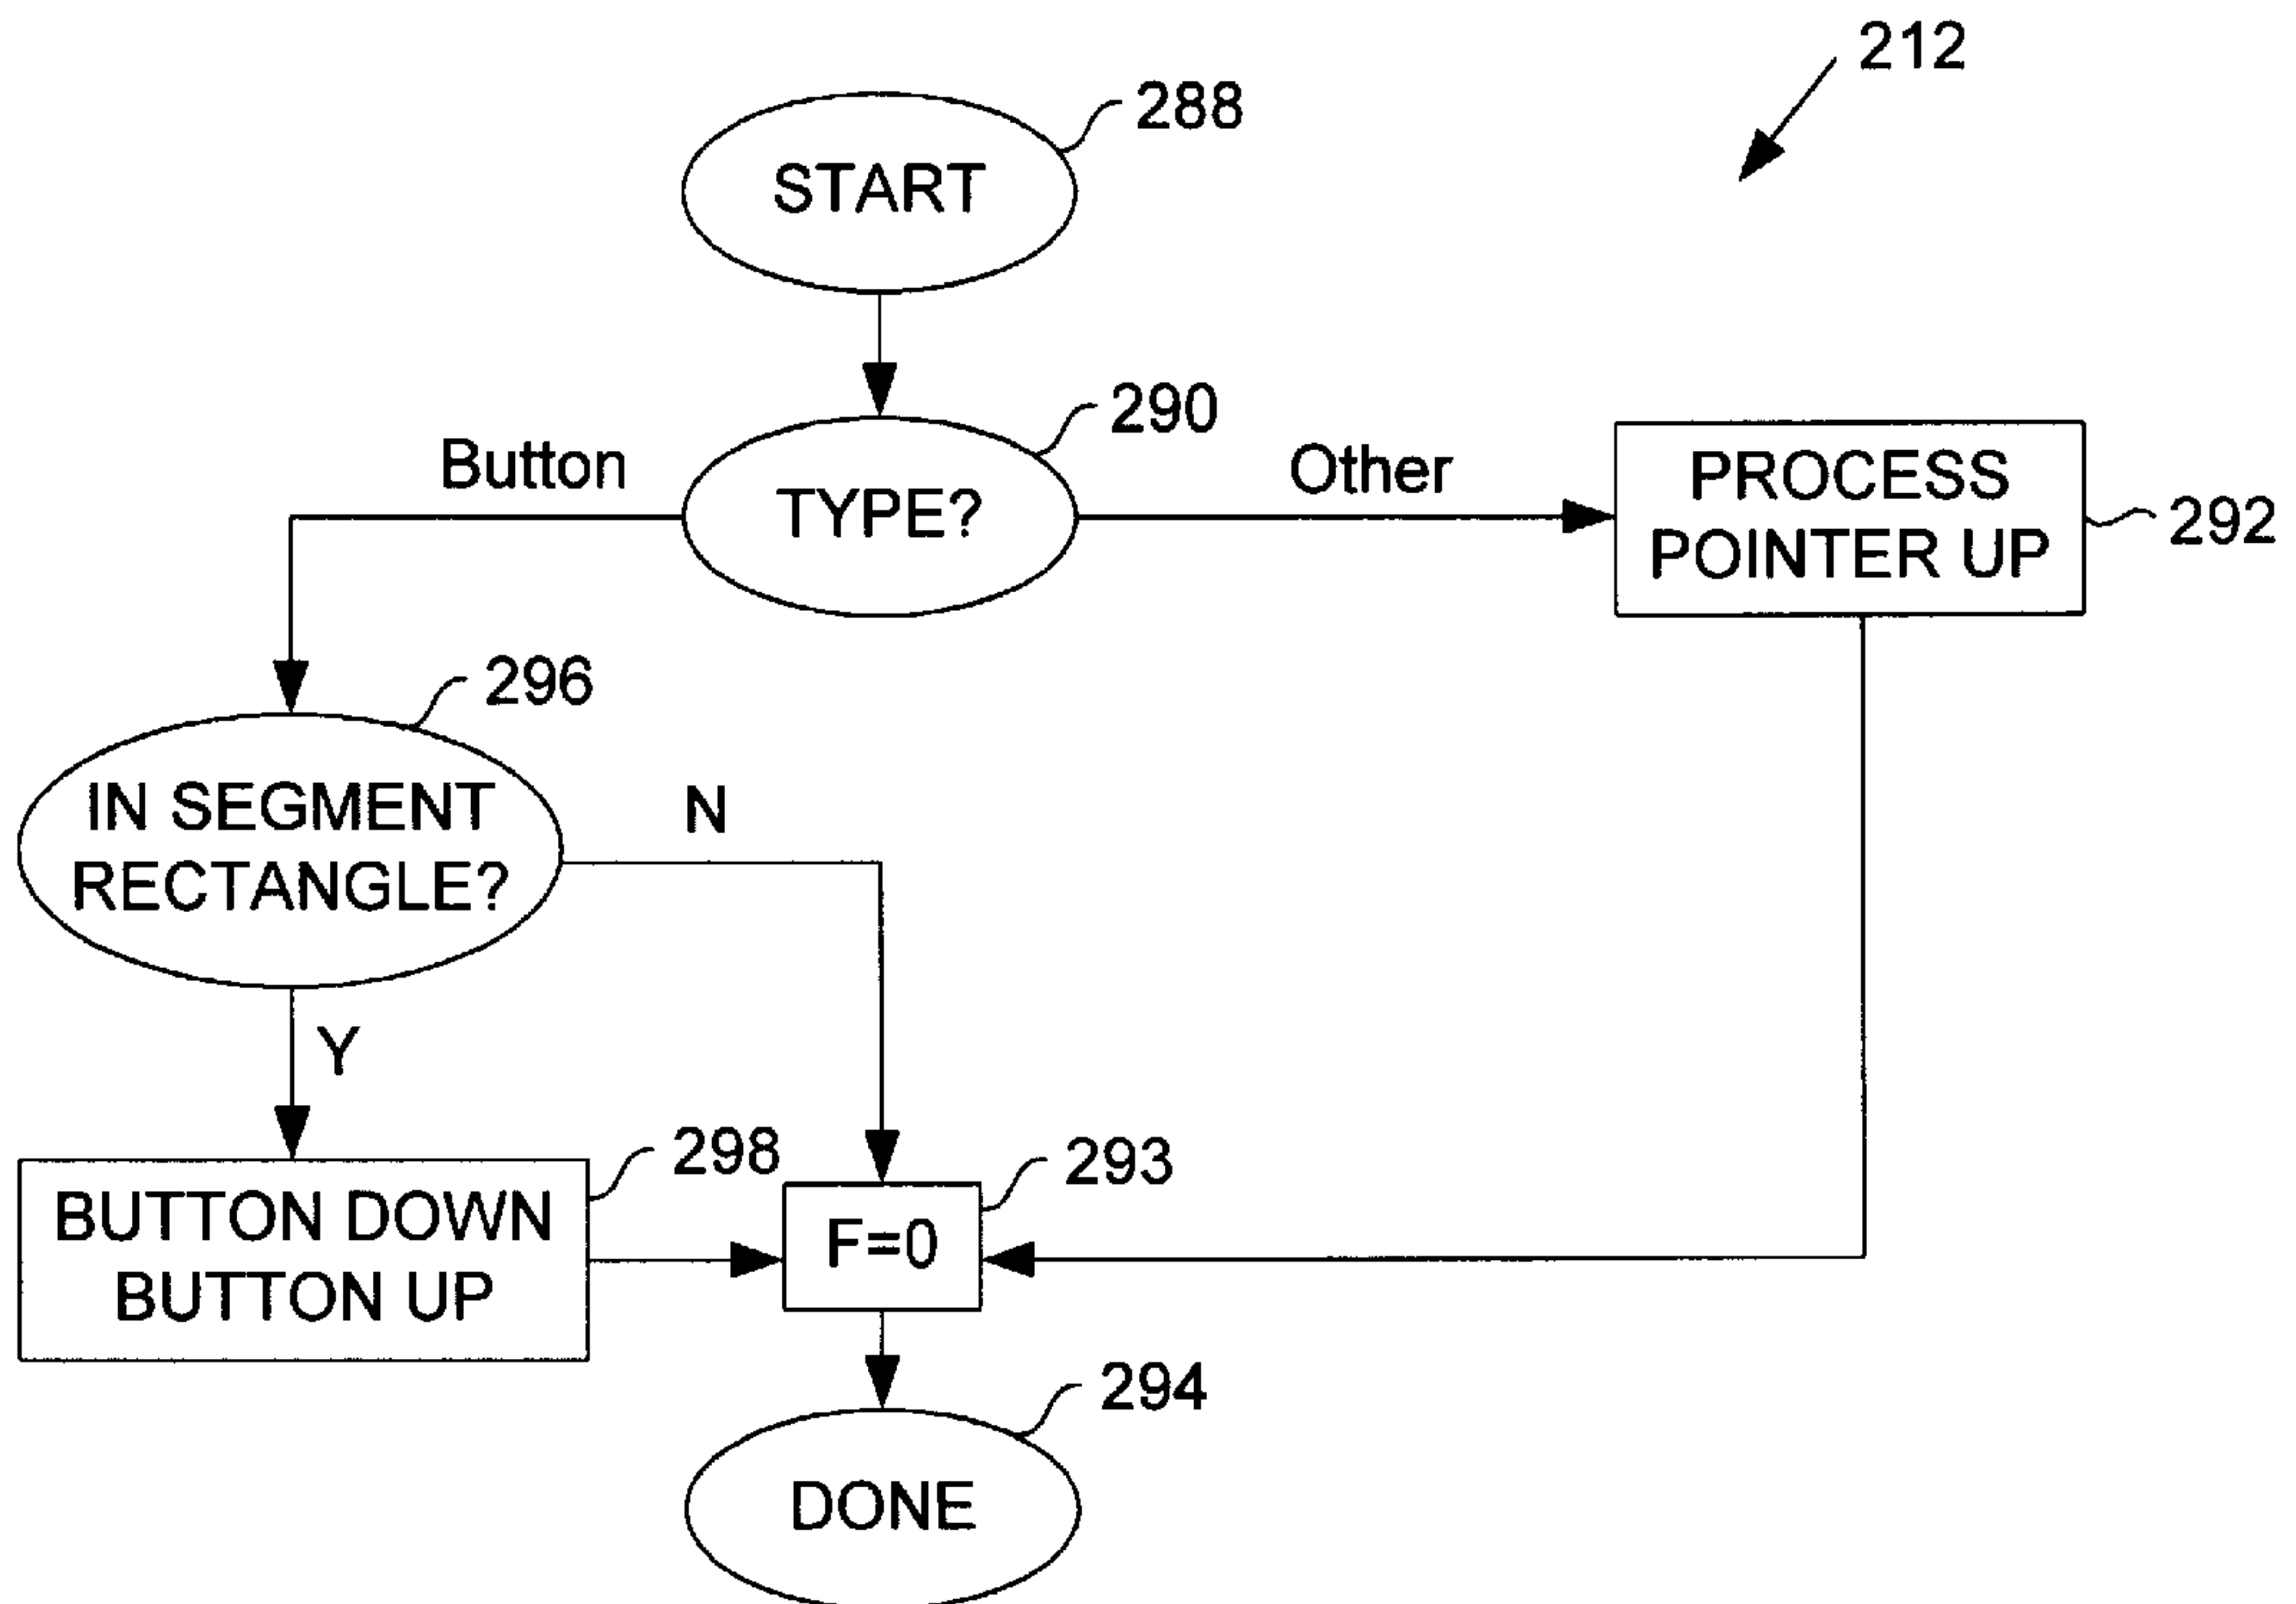 212
288
START
290
Button
TYPE?
Other
PROCESS
POINTER UP
292
296
IN SEGMENT
RECTANGLE?
N
Y
298
BUTTON DOWN
BUTTON UP
293
F=0
294
DONE